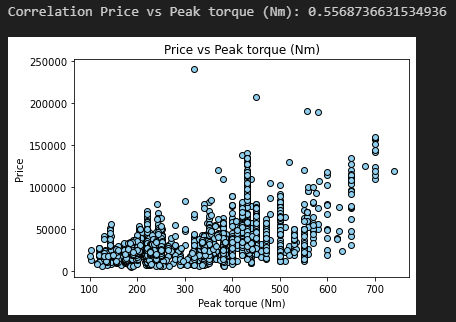 Correlation Price vs Peak torque (Nm): 0.5568736631534936
Price vs Peak torque (Nm)
250000
200000
150000
100000
50000
0
Price
100 200 300 400 500 600 700
Peak torque (Nm)